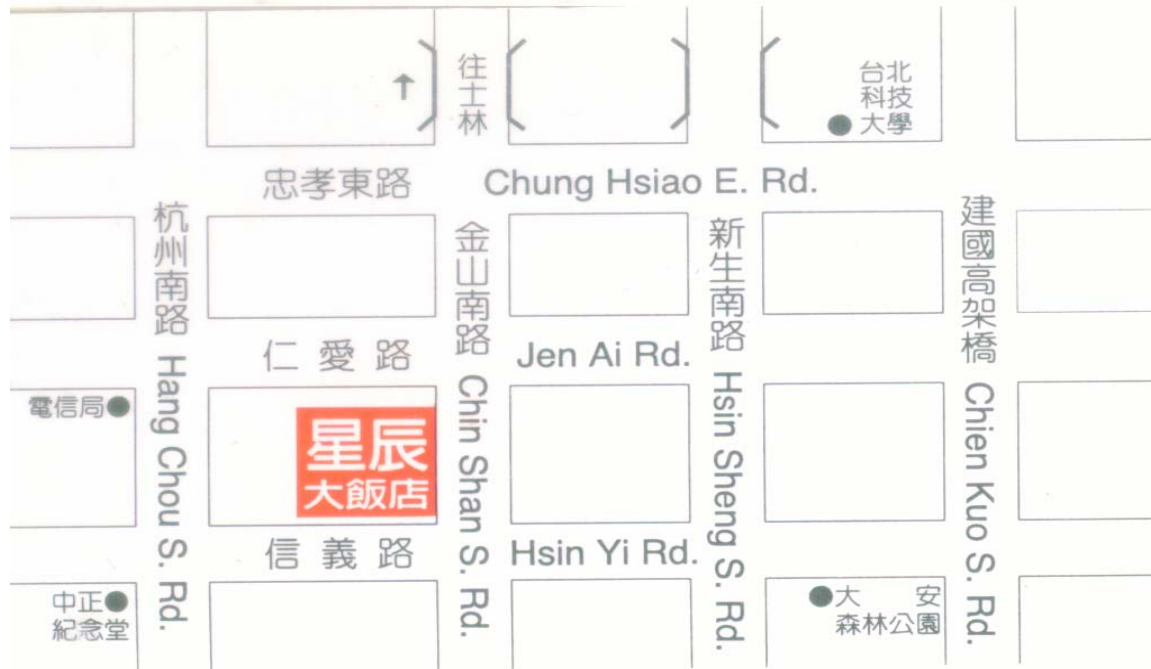 往士林
台北
科技
大學
忠孝東路 Chung Hsiao E. Rd.
杭州南路 Hang Chou S. Rd.
金山南路 Chin Shan S. Rd.
新生南路 Hsin Sheng S. Rd.
建國高架橋 Chien Kuo S. Rd.
仁愛路 Jen Ai Rd.
電信局
星辰
大飯店
信義路 Hsin Yi Rd.
中正
紀念堂
大安
森林公園